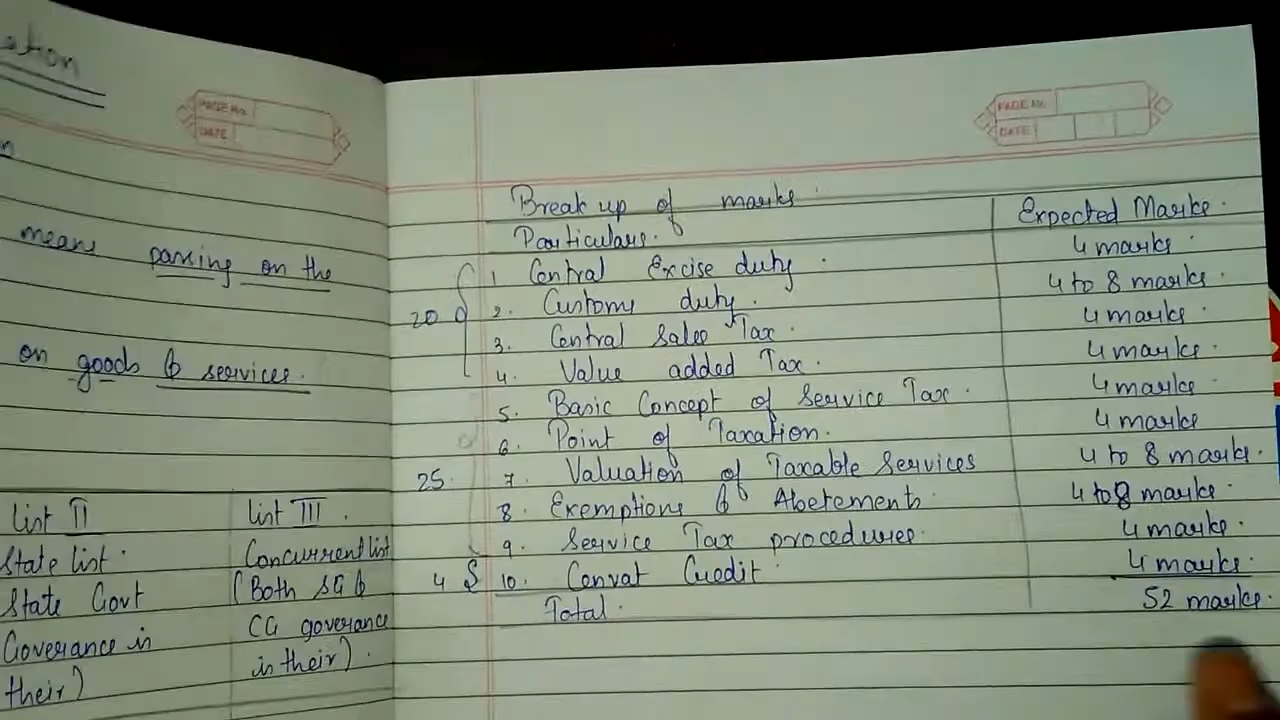 ation
PAGE No.
DATE
means passing on the
on goods & services.
List II List III.
State list. Concurrent list
State Govt (Both SG &
Goverance in CG goverance
their) in their).
PAGE No.
DATE
Break up of marks.
Particulars. Expected Marks.
1 Central Excise duty. 4 marks.
20 2. Customs duty. 4 to 8 marks.
3. Central Sales Tax. 4 marks.
4. Value added Tax. 4 marks.
5. Basic Concept of Service Tax. 4 marks
6. Point of Taxation. 4 marks
25. 7. Valuation of Taxable Services 4 to 8 marks.
8. Exemptions & Abetement. 4 to 8 marks.
9. Service Tax procedures. 4 marks.
4 10. Cenvat Credit. 4 marks.
Total. 52 marks.